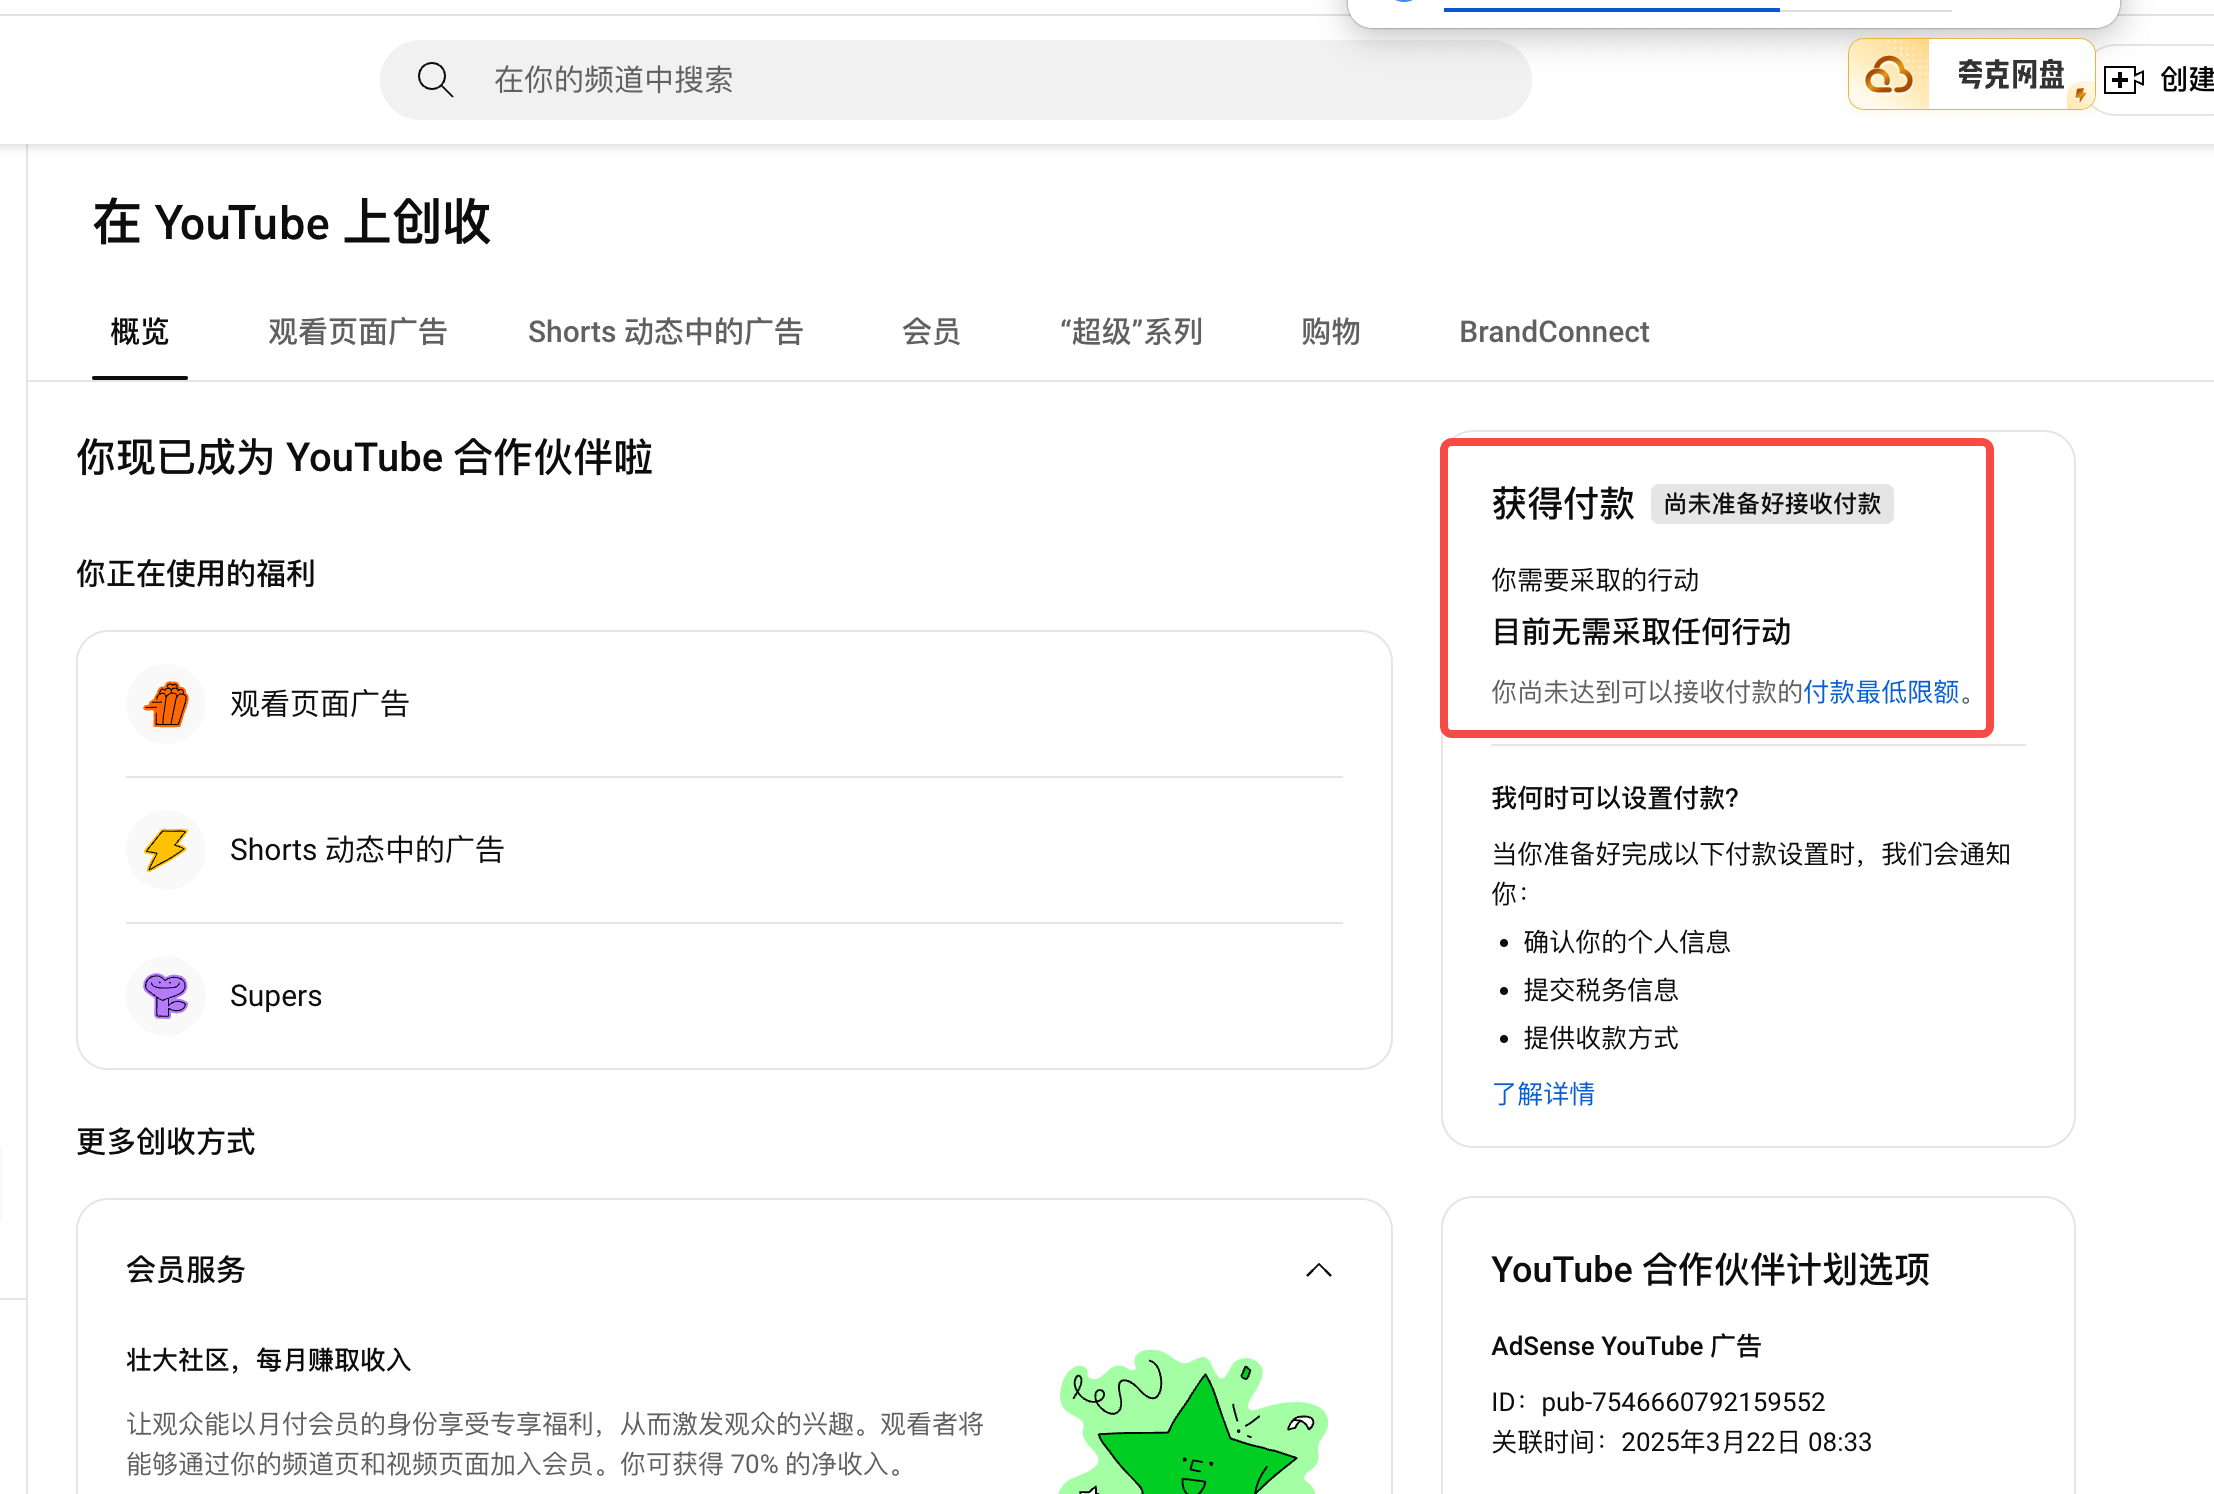 在你的频道中搜索
夸克网盘
创建
在 YouTube 上创收
概览
观看页面广告
Shorts 动态中的广告
会员
“超级”系列
购物
BrandConnect
你现已成为 YouTube 合作伙伴啦
你正在使用的福利
观看页面广告
Shorts 动态中的广告
Supers
更多创收方式
会员服务
壮大社区，每月赚取收入
让观众能以月付会员的身份享受专享福利，从而激发观众的兴趣。观看者将
能够通过你的频道页和视频页面加入会员。你可获得 70% 的净收入。
获得付款 尚未准备好接收付款
你需要采取的行动
目前无需采取任何行动
你尚未达到可以接收付款的付款最低限额。
我何时可以设置付款？
当你准备好完成以下付款设置时，我们会通知
你：
• 确认你的个人信息
• 提交税务信息
• 提供收款方式
了解详情
YouTube 合作伙伴计划选项
AdSense YouTube 广告
ID：pub-7546660792159552
关联时间：2025年3月22日 08:33